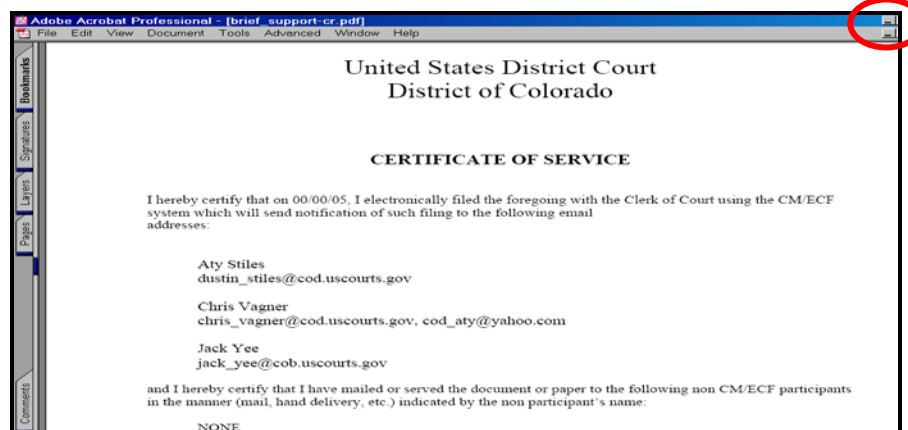 Adobe Acrobat Professional - [brief_support-cr.pdf]
File Edit View Document Tools Advanced Window Help
Bookmarks
Signatures
Layers
Pages
Comments
United States District Court
District of Colorado
CERTIFICATE OF SERVICE
I hereby certify that on 00/00/05, I electronically filed the foregoing with the Clerk of Court using the CM/ECF
system which will send notification of such filing to the following email
addresses:
Aty Stiles
dustin_stiles@cod.uscourts.gov
Chris Vagner
chris_vagner@cod.uscourts.gov, cod_aty@yahoo.com
Jack Yee
jack_yee@cob.uscourts.gov
and I hereby certify that I have mailed or served the document or paper to the following non CM/ECF participants
in the manner (mail, hand delivery, etc.) indicated by the non participant's name:
NONE